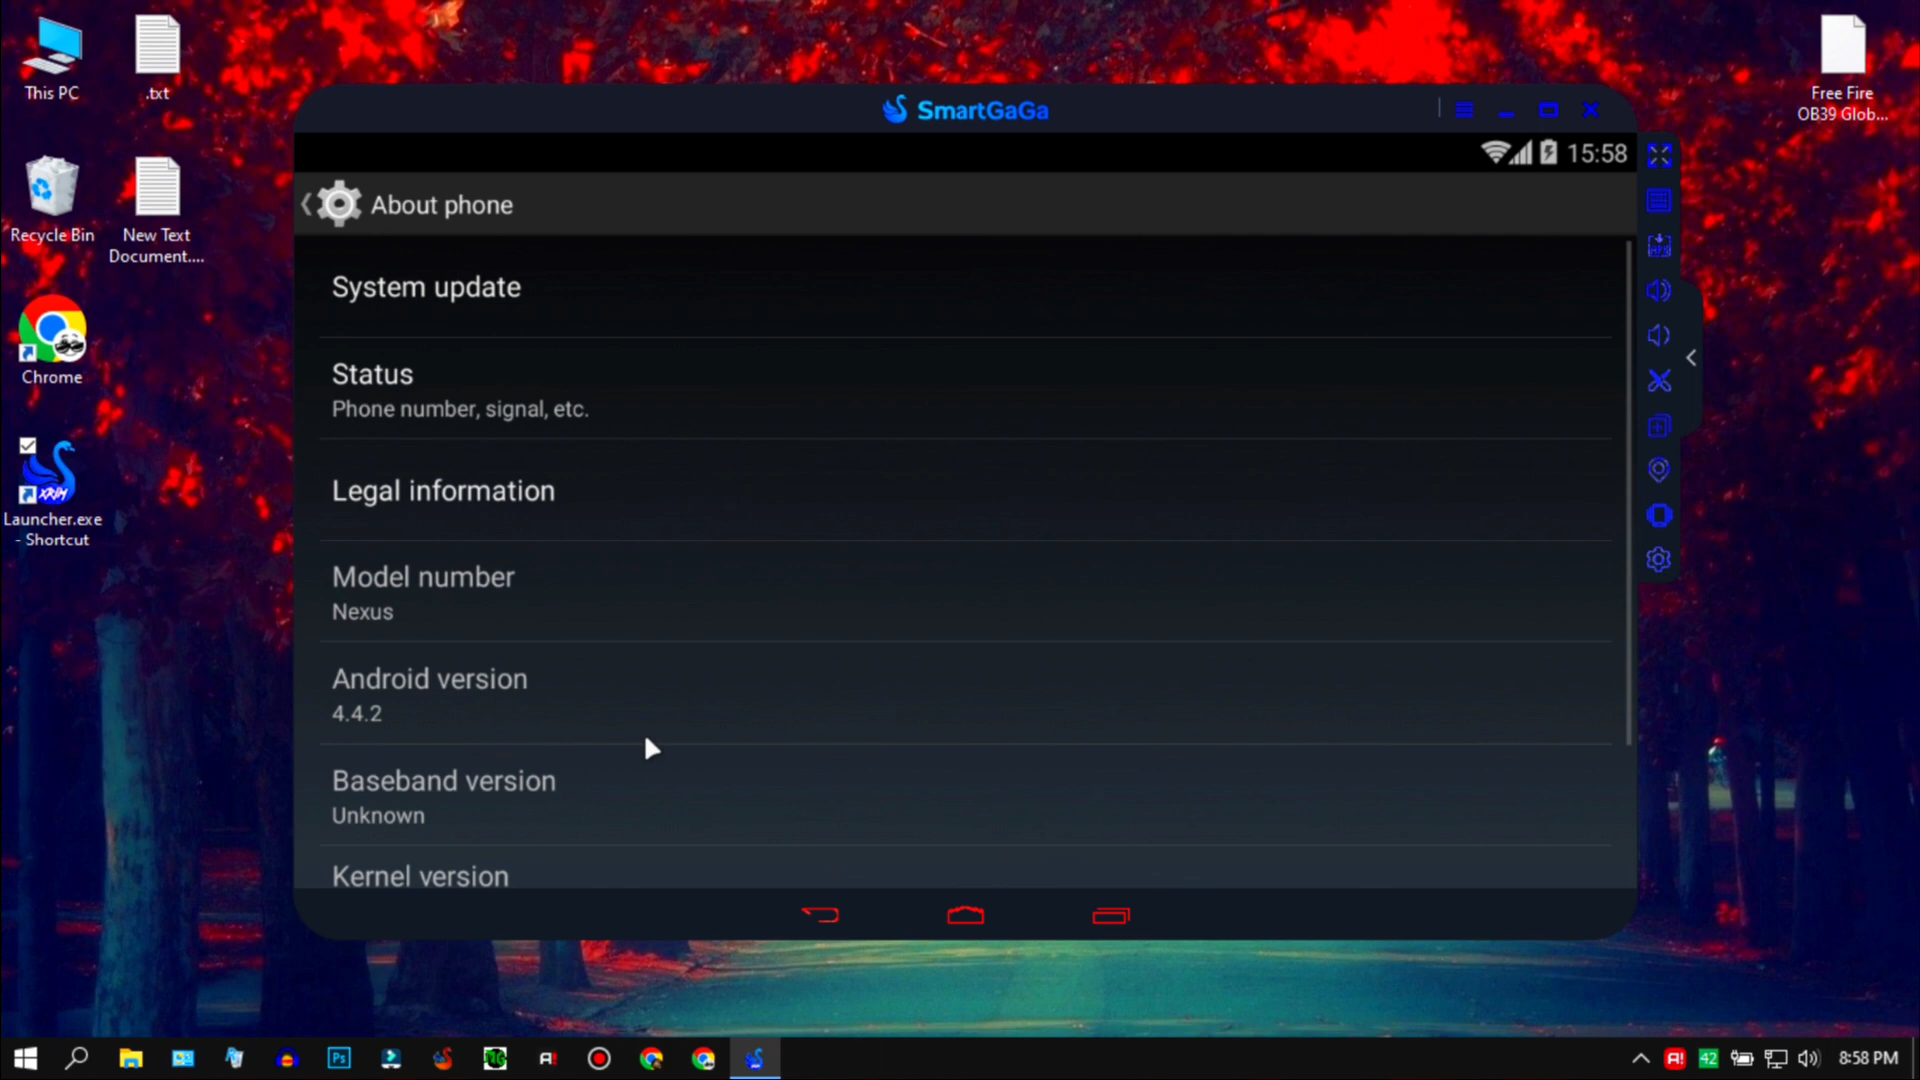 This PC
.txt
Free Fire
OB39 Glob...
SmartGaGa
15:58
About phone
Recycle Bin
New Text
Document....
System update
Status
Phone number, signal, etc.
Chrome
Legal information
XRIM
Launcher.exe
- Shortcut
Model number
Nexus
Android version
4.4.2
Baseband version
Unknown
Kernel version
Ps
A!
A!
42
8:58 PM